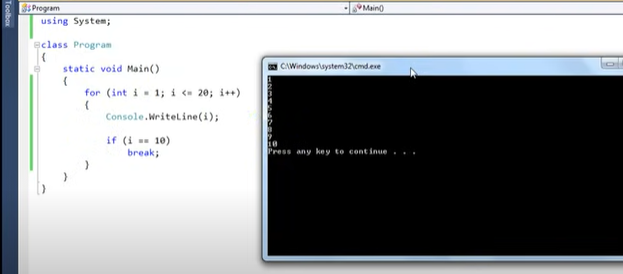 Toolbox
Program
Main()
using System;
class Program
{
static void Main()
{
for (int i = 1; i <= 20; i++)
{
Console.WriteLine(i);
if (i == 10)
break;
}
}
}
C:\Windows\system32\cmd.exe
1
2
3
4
5
6
7
8
9
10
Press any key to continue . . .